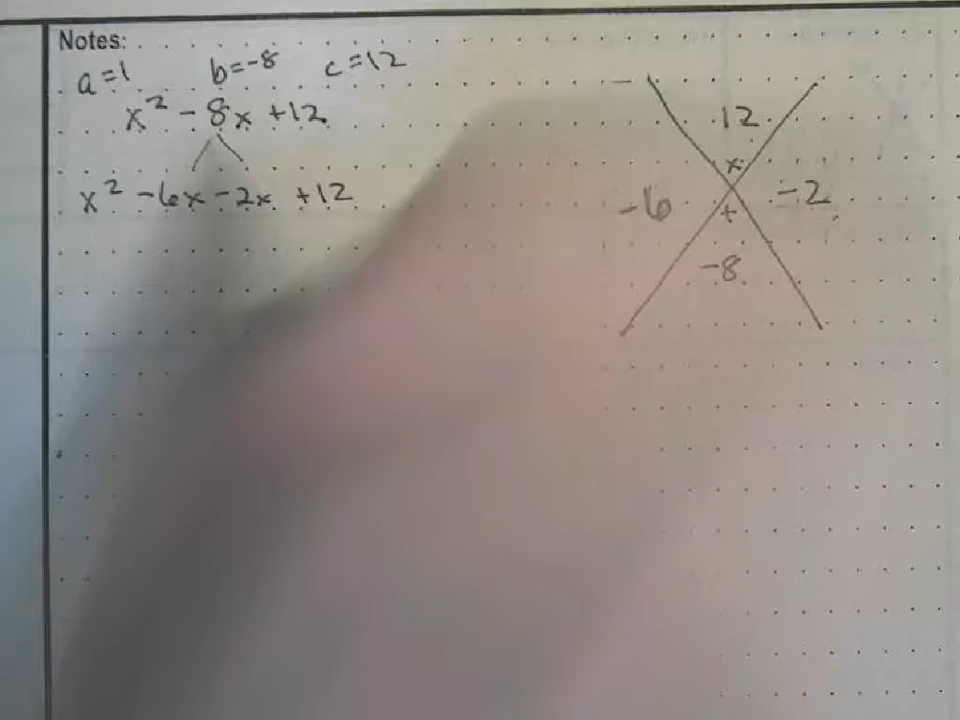 Notes:
a=1 b=-8 c=12
x² - 8x +12
x² -6x -2x +12
12
x
-6 -2
+
-8